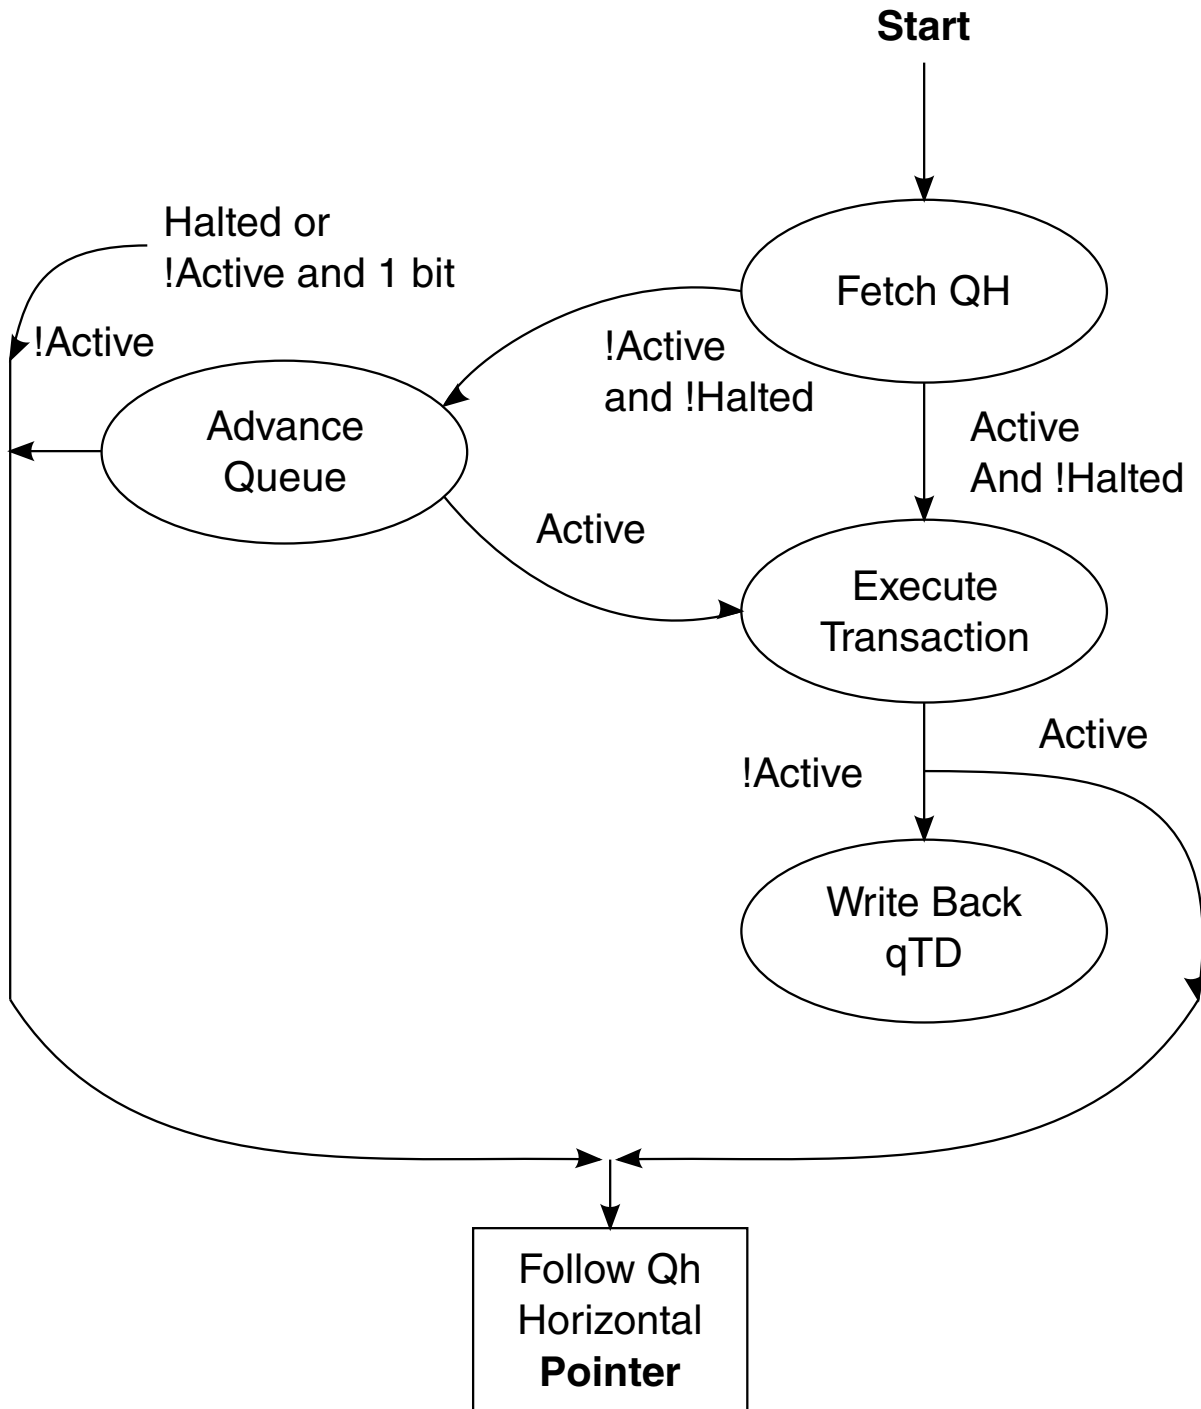 Start
Halted or
!Active and 1 bit
Fetch QH
!Active
!Active
and !Halted
Advance
Queue
Active
And !Halted
Active
Execute
Transaction
Active
!Active
Write Back
qTD
Follow Qh
Horizontal
Pointer